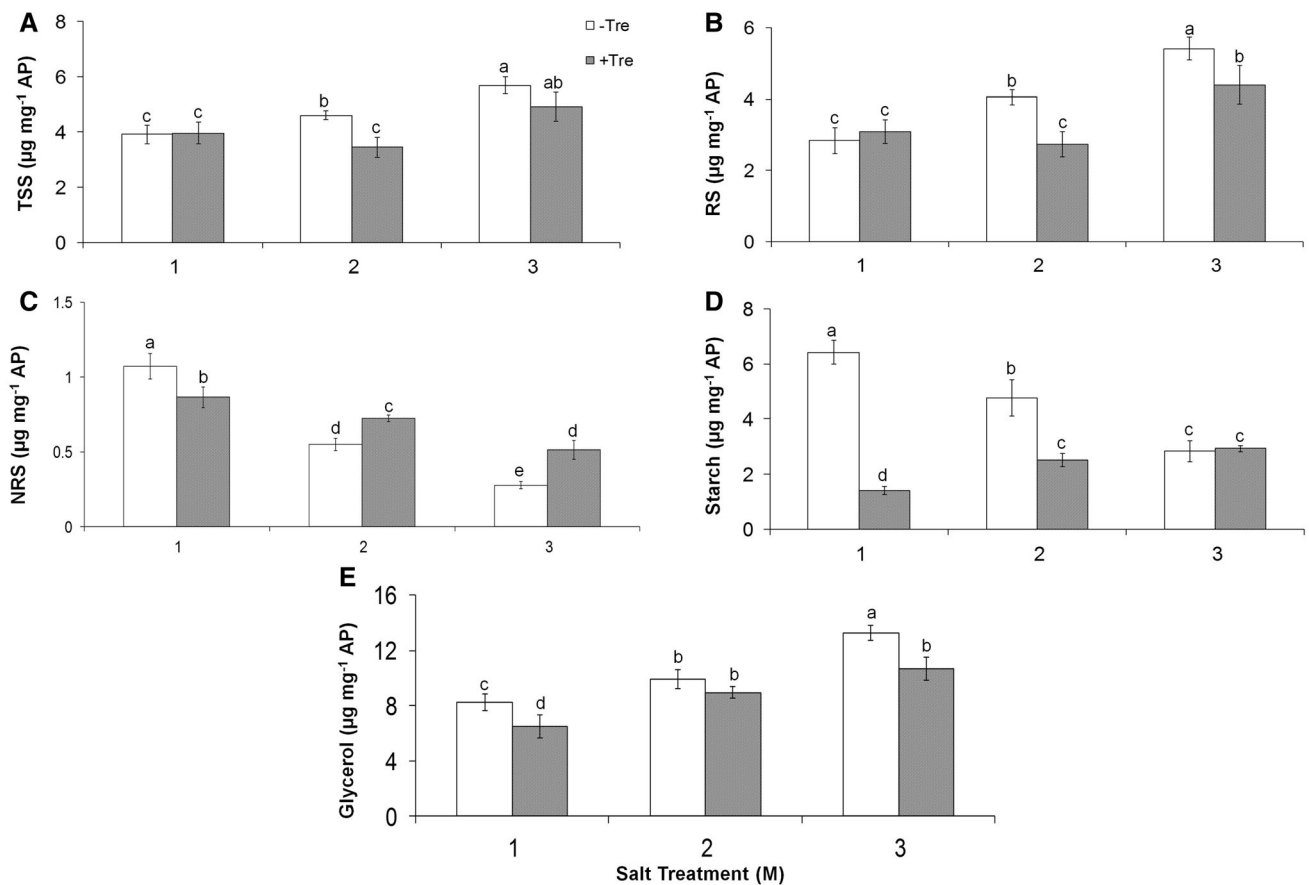 A
TSS (µg mg⁻¹ AP)
8
6
4
2
0
-Tre
+Tre
c c b c a ab
1 2 3
B
RS (µg mg⁻¹ AP)
6
4
2
0
c c b c a b
1 2 3
C
NRS (µg mg⁻¹ AP)
1.5
1
0.5
0
a b d c e d
1 2 3
D
Starch (µg mg⁻¹ AP)
8
6
4
2
0
a d b c c c
1 2 3
E
Glycerol (µg mg⁻¹ AP)
16
12
8
4
0
c d b b a b
1 2 3
Salt Treatment (M)